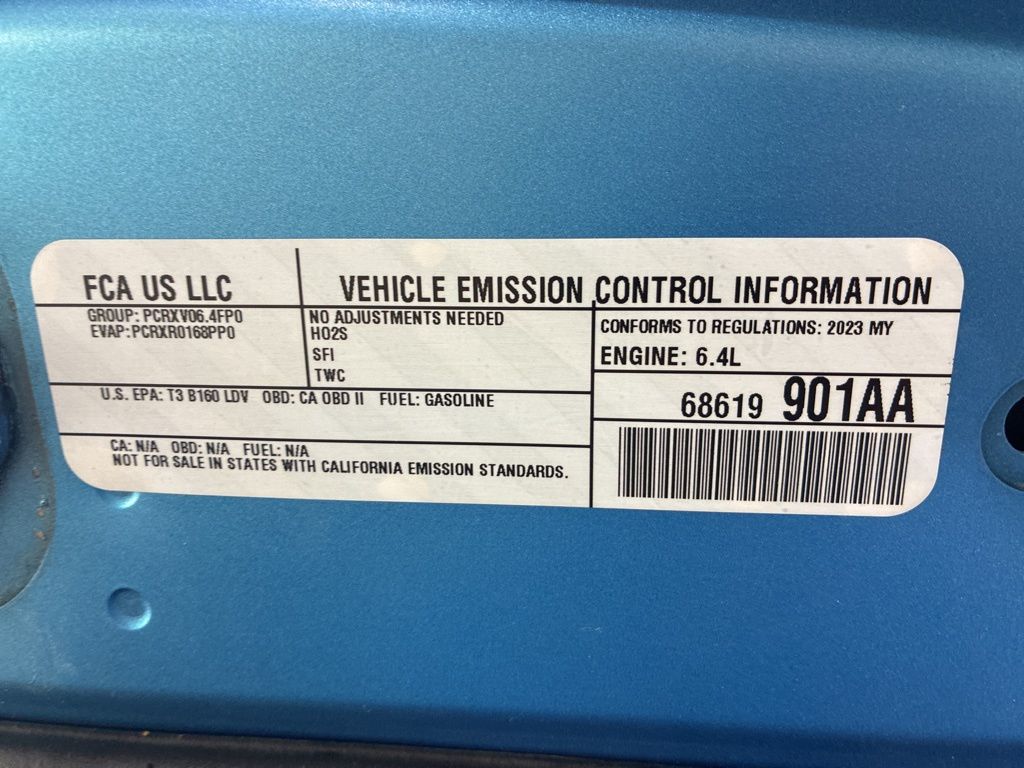 FCA US LLC
VEHICLE EMISSION CONTROL INFORMATION
GROUP: PCRXV06.4FP0
EVAP: PCRXR0168PP0
NO ADJUSTMENTS NEEDED
HO2S
SFI
TWC
CONFORMS TO REGULATIONS: 2023 MY
ENGINE: 6.4L
U.S. EPA: T3 B160 LDV OBD: CA OBD II FUEL: GASOLINE
68619 901AA
CA: N/A OBD: N/A FUEL: N/A
NOT FOR SALE IN STATES WITH CALIFORNIA EMISSION STANDARDS.